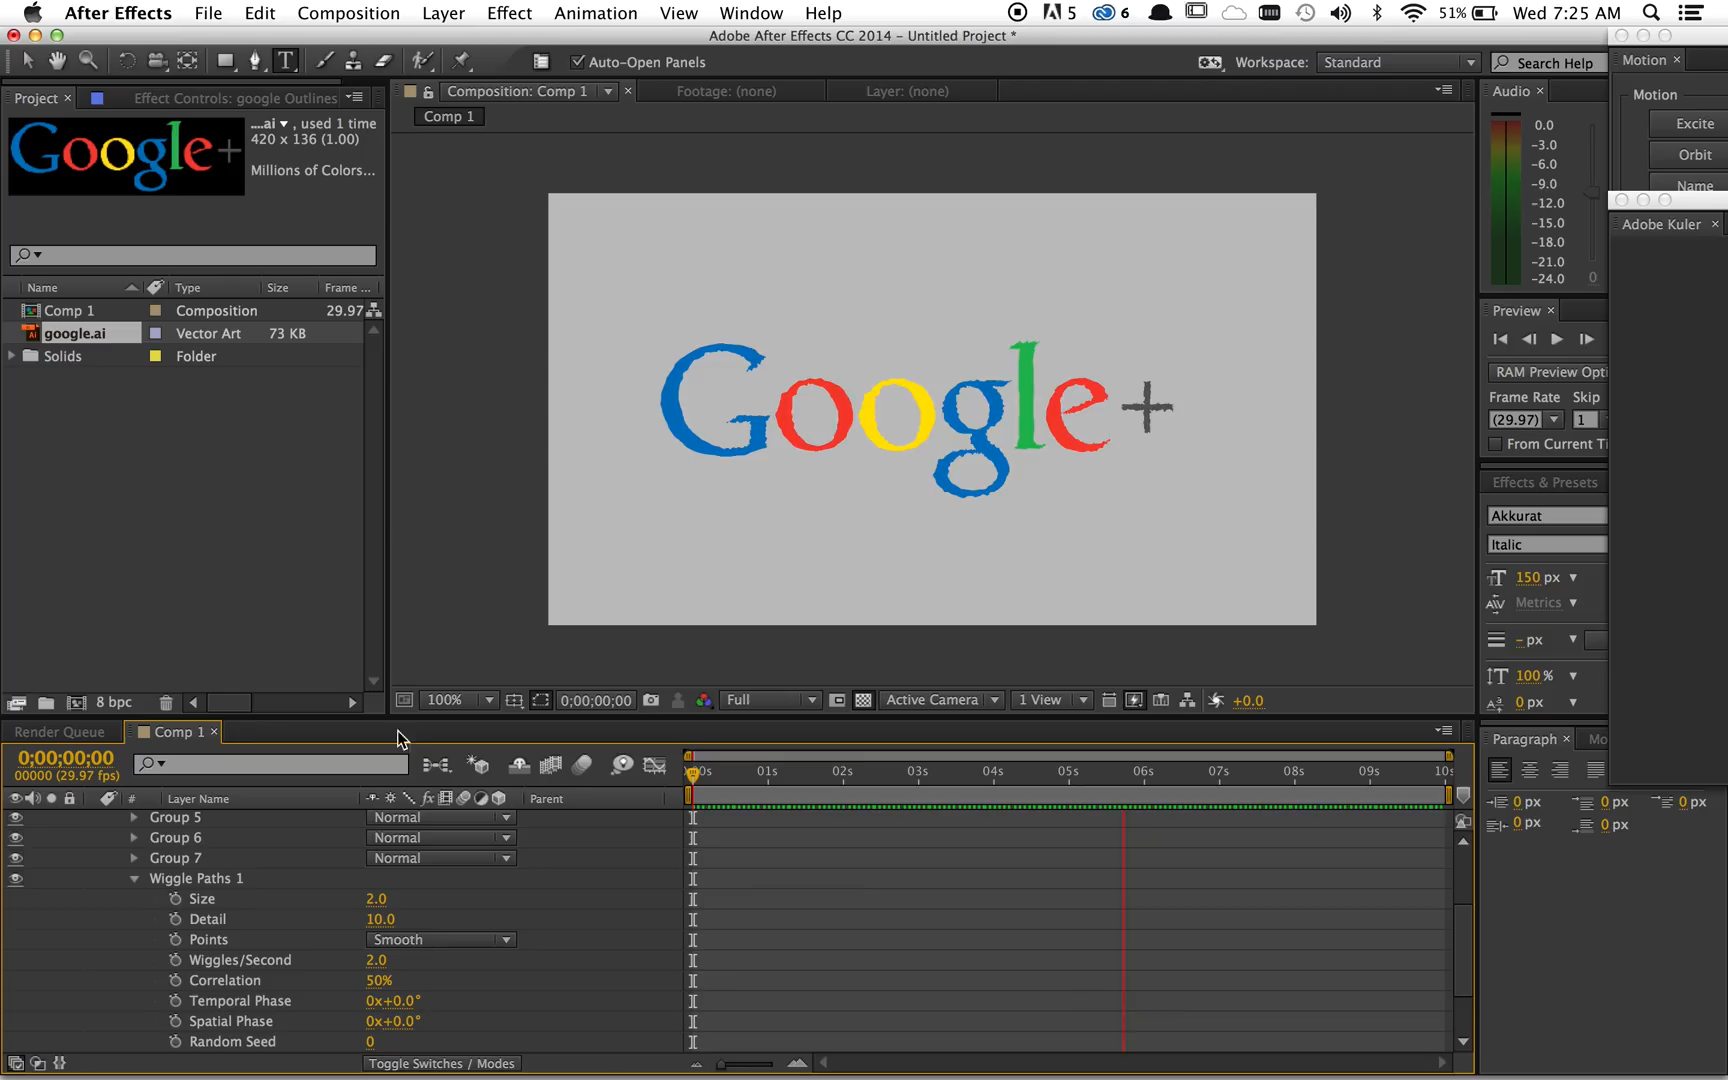 After Effects File Edit Composition Layer Effect Animation View Window Help 5 6 51% Wed 7:25 AM
Adobe After Effects CC 2014 - Untitled Project *
T Auto-Open Panels Workspace: Standard Search Help
Project × Effect Controls: google Outlines
Composition: Comp 1 × Footage: (none) Layer: (none)
Comp 1
Google+
....ai ▼ , used 1 time
420 x 136 (1.00)
Millions of Colors...
Name Type Size Frame ...
Comp 1 Composition 29.97
Ai google.ai Vector Art 73 KB
Solids Folder
Google+
8 bpc
100% 0;00;00;00 Full Active Camera 1 View +0.0
Audio ×
0.0
-3.0
-6.0
-9.0
-12.0
-15.0
-18.0
-21.0
-24.0 0
Motion ×
Motion
Excite
Orbit
Name
Adobe Kuler ×
Preview ×
RAM Preview Opti
Frame Rate Skip
(29.97) 1
From Current Ti
Effects & Presets
Akkurat
Italic
150 px
Metrics
- px
100 %
0 px
Paragraph × Mo
0 px 0 px 0 px
0 px 0 px
Render Queue Comp 1 ×
0;00;00;00
00000 (29.97 fps)
0s 01s 02s 03s 04s 05s 06s 07s 08s 09s 10s
# Layer Name fx Parent
Group 5 Normal
Group 6 Normal
Group 7 Normal
Wiggle Paths 1
Size 2.0
Detail 10.0
Points Smooth
Wiggles/Second 2.0
Correlation 50%
Temporal Phase 0x+0.0°
Spatial Phase 0x+0.0°
Random Seed 0
Toggle Switches / Modes